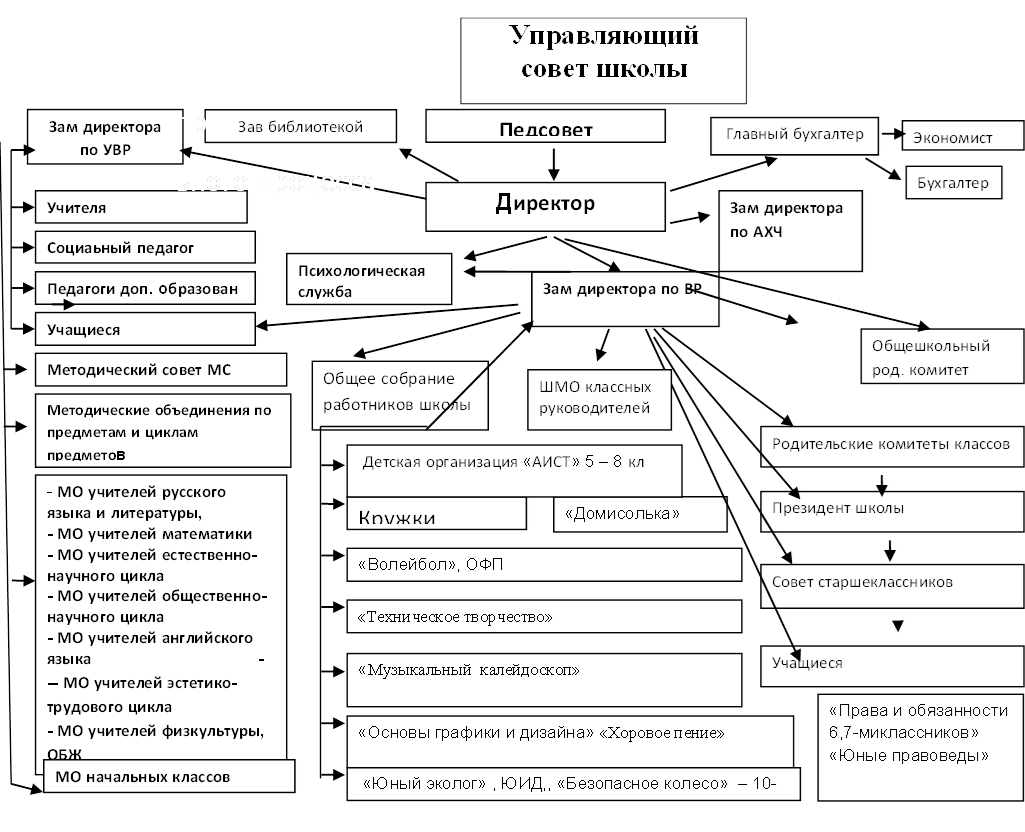 Управляющий
совет школы
Зам директора
по УВР
Зав библиотекой
Педсовет
Главный бухгалтер
Экономист
Бухгалтер
Директор
Зам директора
по АХЧ
Учителя
Социаьный педагог
Педагоги доп. образован
Учащиеся
Методический совет МС
Методические объединения по
предметам и циклам
предметов
- МО учителей русского
языка и литературы,
- МО учителей математики
- МО учителей естественно-
научного цикла
- МО учителей общественно-
научного цикла
- МО учителей английского
языка -
– МО учителей эстетико-
трудового цикла
- МО учителей физкультуры,
ОБЖ
МО начальных классов
Психологическая
служба
Зам директора по ВР
Общешкольный
род. комитет
Общее собрание
работников школы
ШМО классных
руководителей
Детская организация «АИСТ» 5 – 8 кл
Кружки
«Домисолька»
«Волейбол», ОФП
«Техническое творчество»
«Музыкальный калейдоскоп»
«Основы графики и дизайна» «Хоровое пение»
«Юный эколог» , ЮИД,, «Безопасное колесо» – 10-
Родительские комитеты классов
Президент школы
Совет старшеклассников
Учащиеся
«Права и обязанности
6,7-миклассников»
«Юные правоведы»